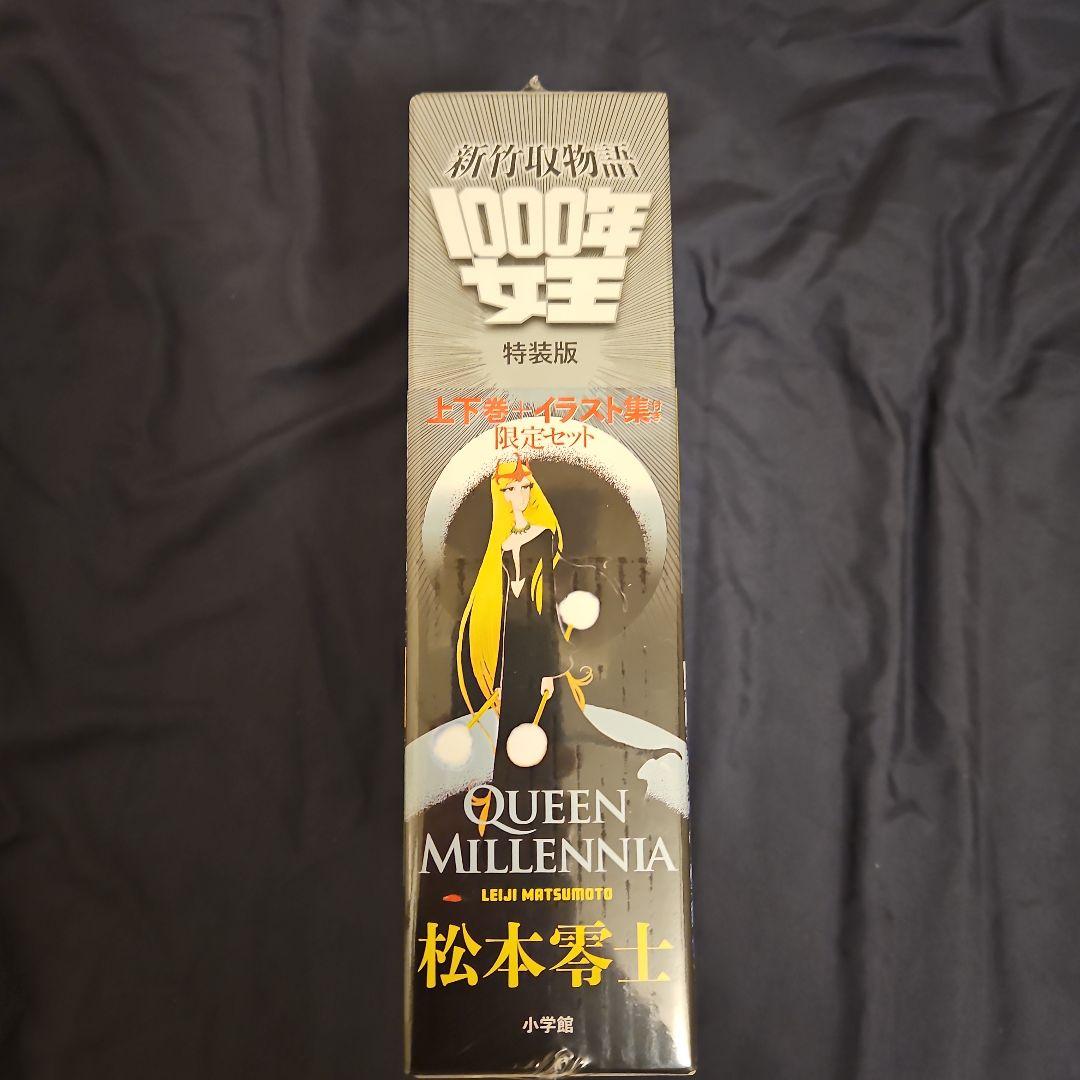 新竹取物語
1000年
女王
特装版
上下巻+イラスト集付き
限定セット
QUEEN
MILLENNIA
LEIJI MATSUMOTO
松本零士
小学館